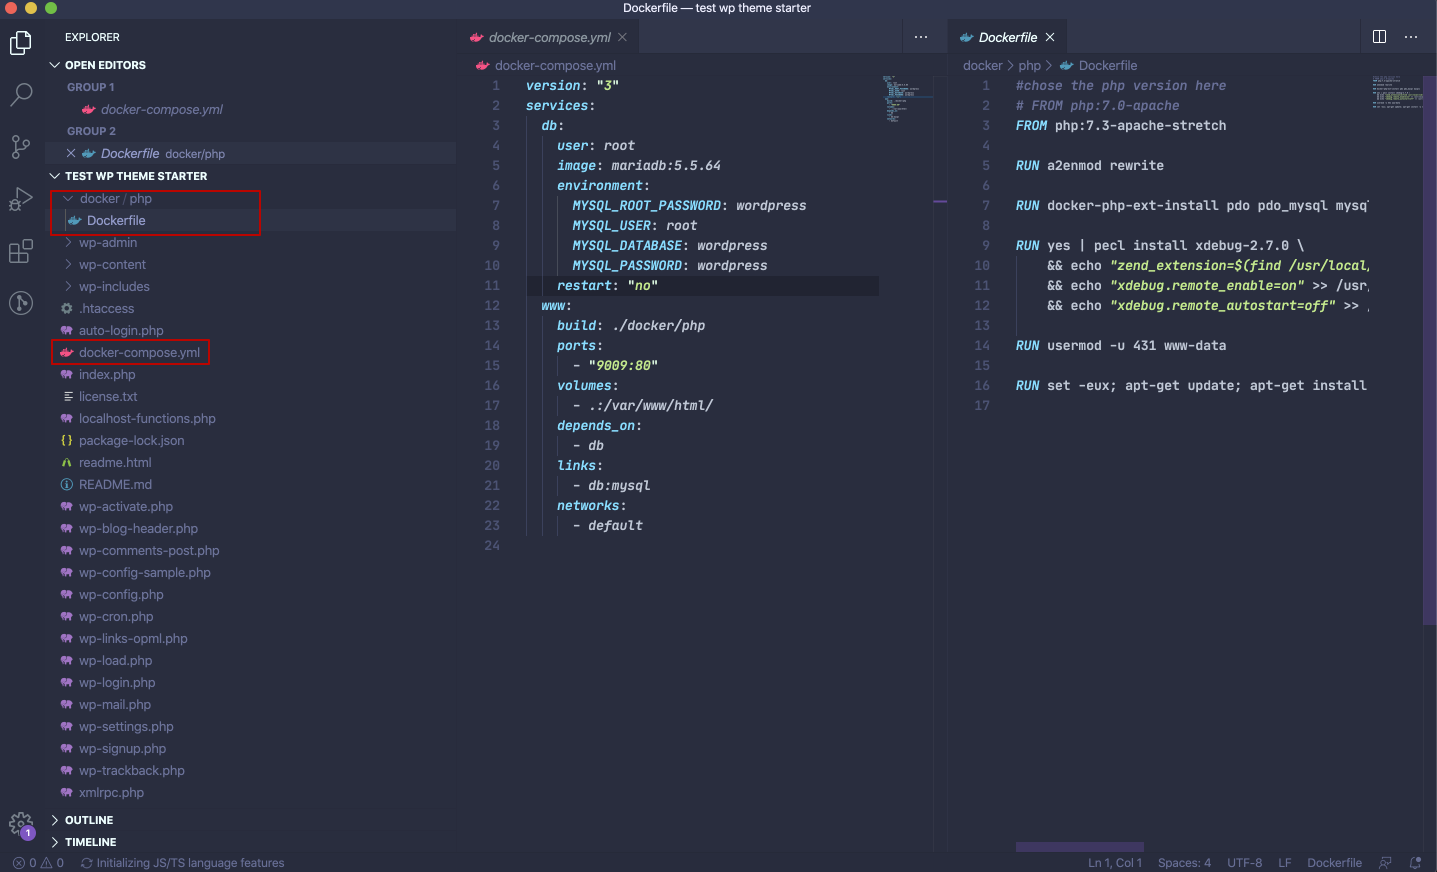 Dockerfile — test wp theme starter
EXPLORER
OPEN EDITORS
GROUP 1
docker-compose.yml
GROUP 2
Dockerfile docker/php
TEST WP THEME STARTER
docker / php
Dockerfile
wp-admin
wp-content
wp-includes
.htaccess
auto-login.php
docker-compose.yml
index.php
license.txt
localhost-functions.php
package-lock.json
readme.html
README.md
wp-activate.php
wp-blog-header.php
wp-comments-post.php
wp-config-sample.php
wp-config.php
wp-cron.php
wp-links-opml.php
wp-load.php
wp-login.php
wp-mail.php
wp-settings.php
wp-signup.php
wp-trackback.php
xmlrpc.php
OUTLINE
TIMELINE
1
docker-compose.yml
docker-compose.yml
1 version: "3"
2 services:
3 db:
4 user: root
5 image: mariadb:5.5.64
6 environment:
7 MYSQL_ROOT_PASSWORD: wordpress
8 MYSQL_USER: root
9 MYSQL_DATABASE: wordpress
10 MYSQL_PASSWORD: wordpress
11 restart: "no"
12 www:
13 build: ./docker/php
14 ports:
15 - "9009:80"
16 volumes:
17 - .:/var/www/html/
18 depends_on:
19 - db
20 links:
21 - db:mysql
22 networks:
23 - default
24
Dockerfile
docker > php > Dockerfile
1 #chose the php version here
2 # FROM php:7.0-apache
3 FROM php:7.3-apache-stretch
4
5 RUN a2enmod rewrite
6
7 RUN docker-php-ext-install pdo pdo_mysql mysql
8
9 RUN yes | pecl install xdebug-2.7.0 \
10 && echo "zend_extension=$(find /usr/local/
11 && echo "xdebug.remote_enable=on" >> /usr/
12 && echo "xdebug.remote_autostart=off" >> /
13
14 RUN usermod -u 431 www-data
15
16 RUN set -eux; apt-get update; apt-get install
17
0 0 Initializing JS/TS language features
Ln 1, Col 1 Spaces: 4 UTF-8 LF Dockerfile